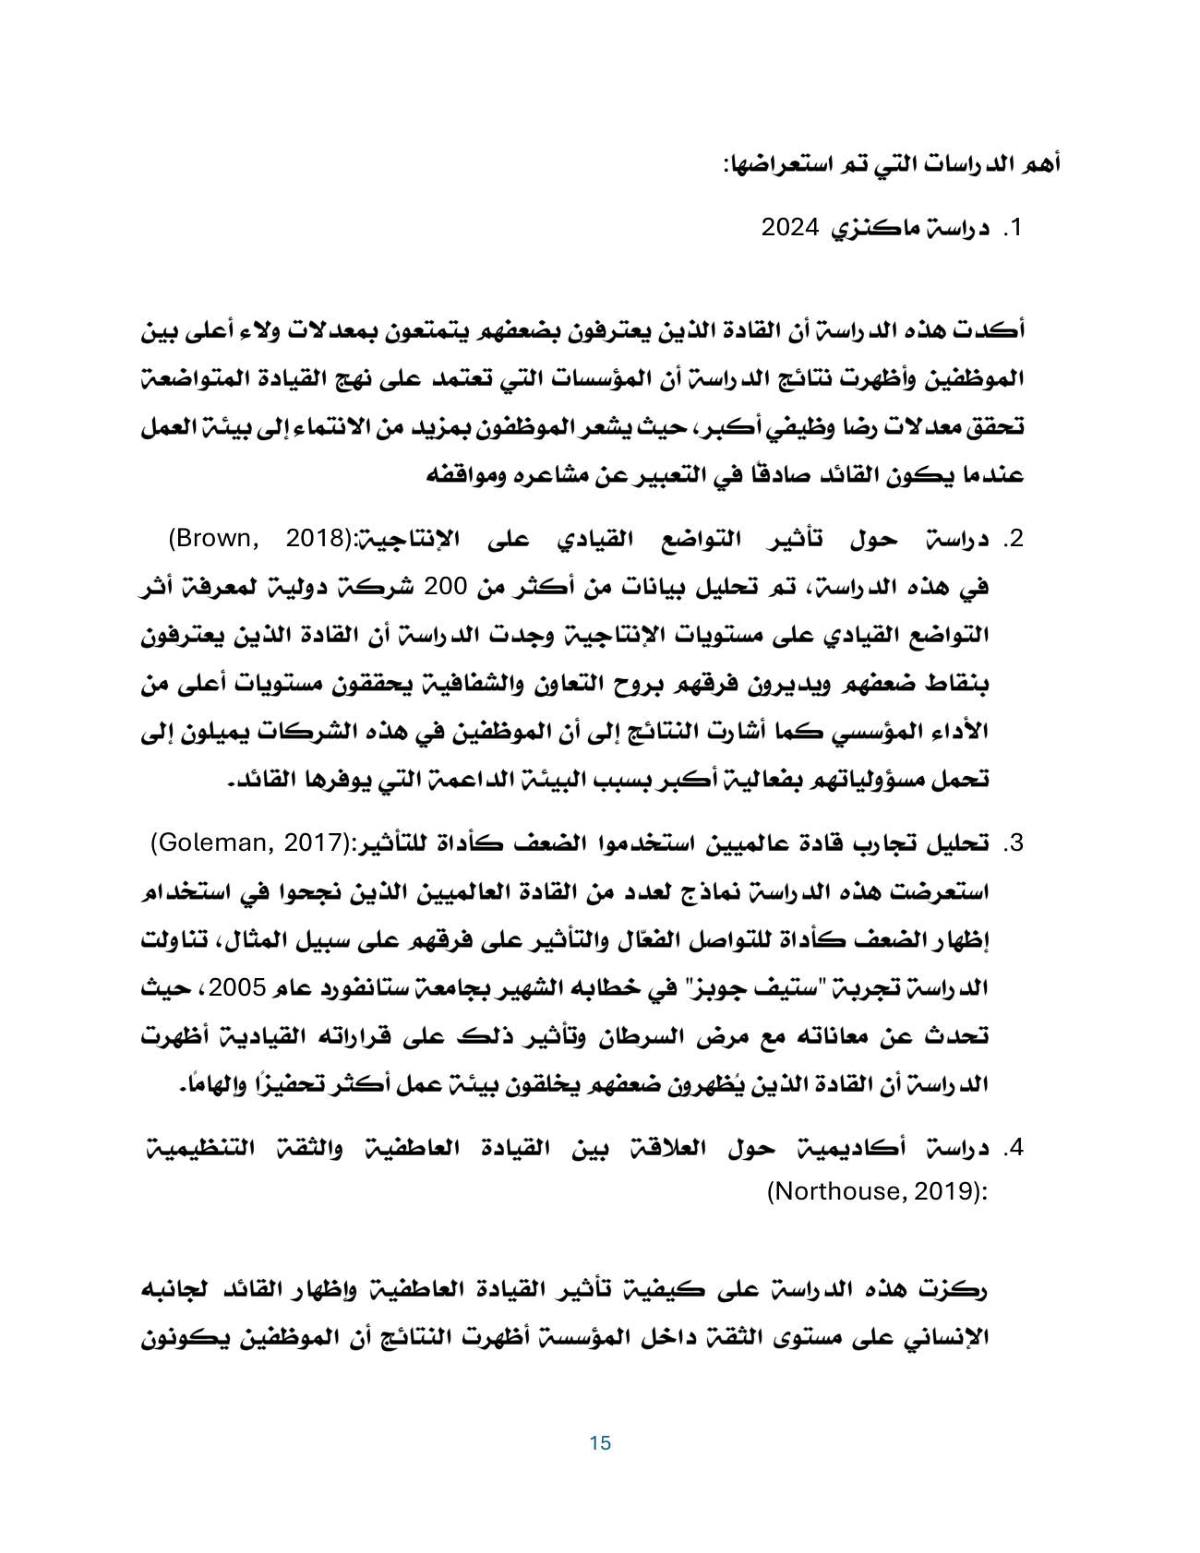 أهم الدراسات التي تم استعراضها:
1. دراسة ماكنزي 2024
أكدت هذه الدراسة أن القادة الذين يعترفون بضعفهم يتمتعون بمعدلات ولاء أعلى بين
الموظفين وأظهرت نتائج الدراسة أن المؤسسات التي تعتمد على نهج القيادة المتواضعة
تحقق معدلات رضا وظيفي أكبر، حيث يشعر الموظفون بمزيد من الانتماء إلى بيئة العمل
عندما يكون القائد صادقًا في التعبير عن مشاعره ومواقفه
2. دراسة حول تأثير التواضع القيادي على الإنتاجية:(Brown, 2018)
في هذه الدراسة، تم تحليل بيانات من أكثر من 200 شركة دولية لمعرفة أثر
التواضع القيادي على مستويات الإنتاجية وجدت الدراسة أن القادة الذين يعترفون
بنقاط ضعفهم ويديرون فرقهم بروح التعاون والشفافية يحققون مستويات أعلى من
الأداء المؤسسي كما أشارت النتائج إلى أن الموظفين في هذه الشركات يميلون إلى
تحمل مسؤولياتهم بفعالية أكبر بسبب البيئة الداعمة التي يوفرها القائد.
3. تحليل تجارب قادة عالميين استخدموا الضعف كأداة للتأثير:(Goleman, 2017)
استعرضت هذه الدراسة نماذج لعدد من القادة العالميين الذين نجحوا في استخدام
إظهار الضعف كأداة للتواصل الفعّال والتأثير على فرقهم على سبيل المثال، تناولت
الدراسة تجربة "ستيف جوبز" في خطابه الشهير بجامعة ستانفورد عام 2005، حيث
تحدث عن معاناته مع مرض السرطان وتأثير ذلك على قراراته القيادية أظهرت
الدراسة أن القادة الذين يُظهرون ضعفهم يخلقون بيئة عمل أكثر تحفيزًا وإلهامًا.
4. دراسة أكاديمية حول العلاقة بين القيادة العاطفية والثقة التنظيمية
(Northouse, 2019):
ركزت هذه الدراسة على كيفية تأثير القيادة العاطفية وإظهار القائد لجانبه
الإنساني على مستوى الثقة داخل المؤسسة أظهرت النتائج أن الموظفين يكونون
15